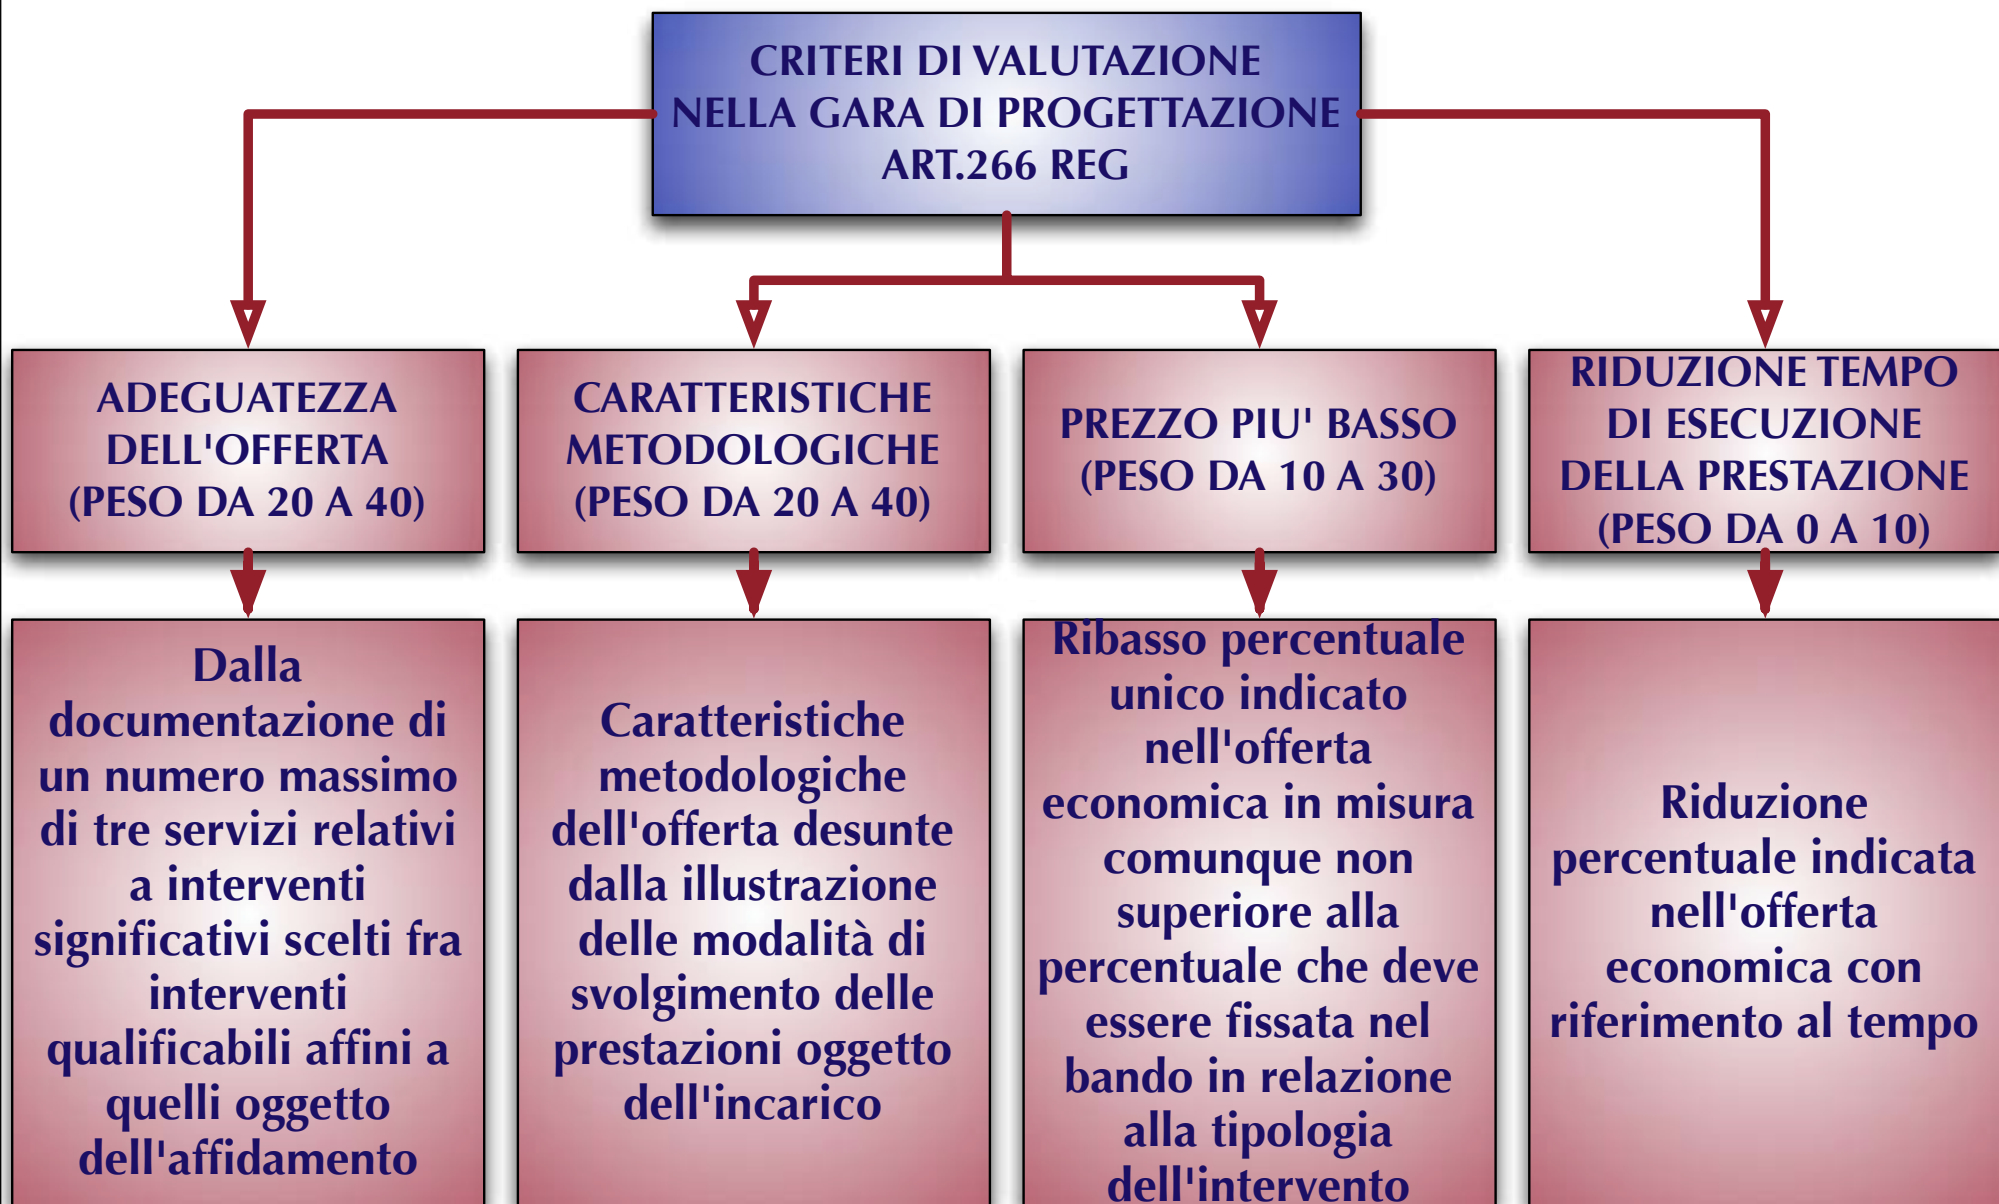 CRITERI DI VALUTAZIONE
NELLA GARA DI PROGETTAZIONE
ART.266 REG
ADEGUATEZZA
DELL'OFFERTA
(PESO DA 20 A 40)
CARATTERISTICHE
METODOLOGICHE
(PESO DA 20 A 40)
PREZZO PIU' BASSO
(PESO DA 10 A 30)
RIDUZIONE TEMPO
DI ESECUZIONE
DELLA PRESTAZIONE
(PESO DA 0 A 10)
Dalla
documentazione di
un numero massimo
di tre servizi relativi
a interventi
significativi scelti fra
interventi
qualificabili affini a
quelli oggetto
dell'affidamento
Caratteristiche
metodologiche
dell'offerta desunte
dalla illustrazione
delle modalità di
svolgimento delle
prestazioni oggetto
dell'incarico
Ribasso percentuale
unico indicato
nell'offerta
economica in misura
comunque non
superiore alla
percentuale che deve
essere fissata nel
bando in relazione
alla tipologia
dell'intervento
Riduzione
percentuale indicata
nell'offerta
economica con
riferimento al tempo